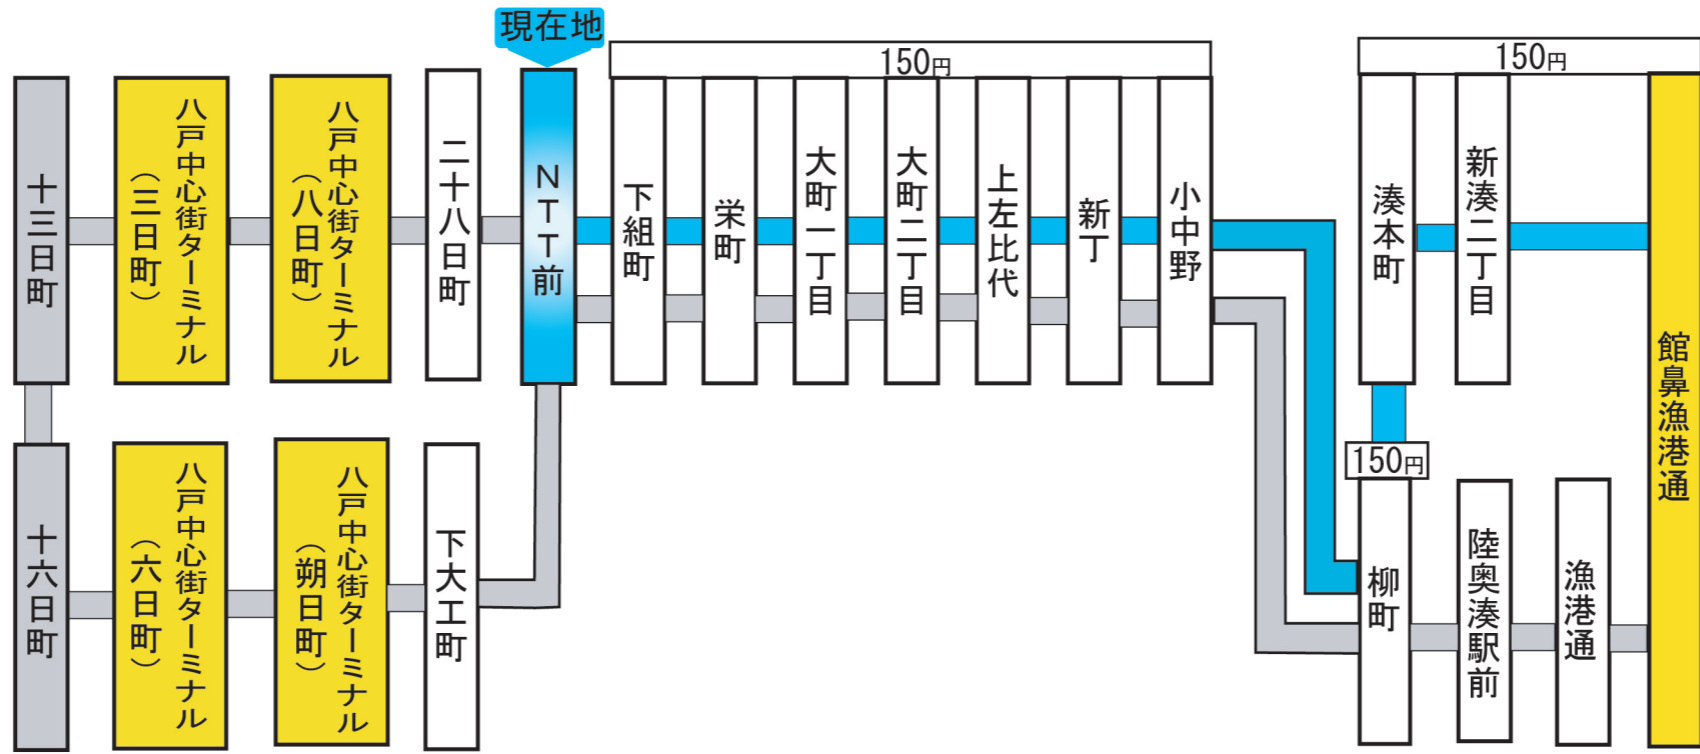 現在地
150円
150円
十三日町
八戸中心街ターミナル
（三日町）
八戸中心街ターミナル
（八日町）
二十八日町
NTT前
下組町
栄町
大町一丁目
大町二丁目
上左比代
新丁
小中野
湊本町
新湊二丁目
館鼻漁港通
150円
十六日町
八戸中心街ターミナル
（六日町）
八戸中心街ターミナル
（朔日町）
下大工町
柳町
陸奥湊駅前
漁港通